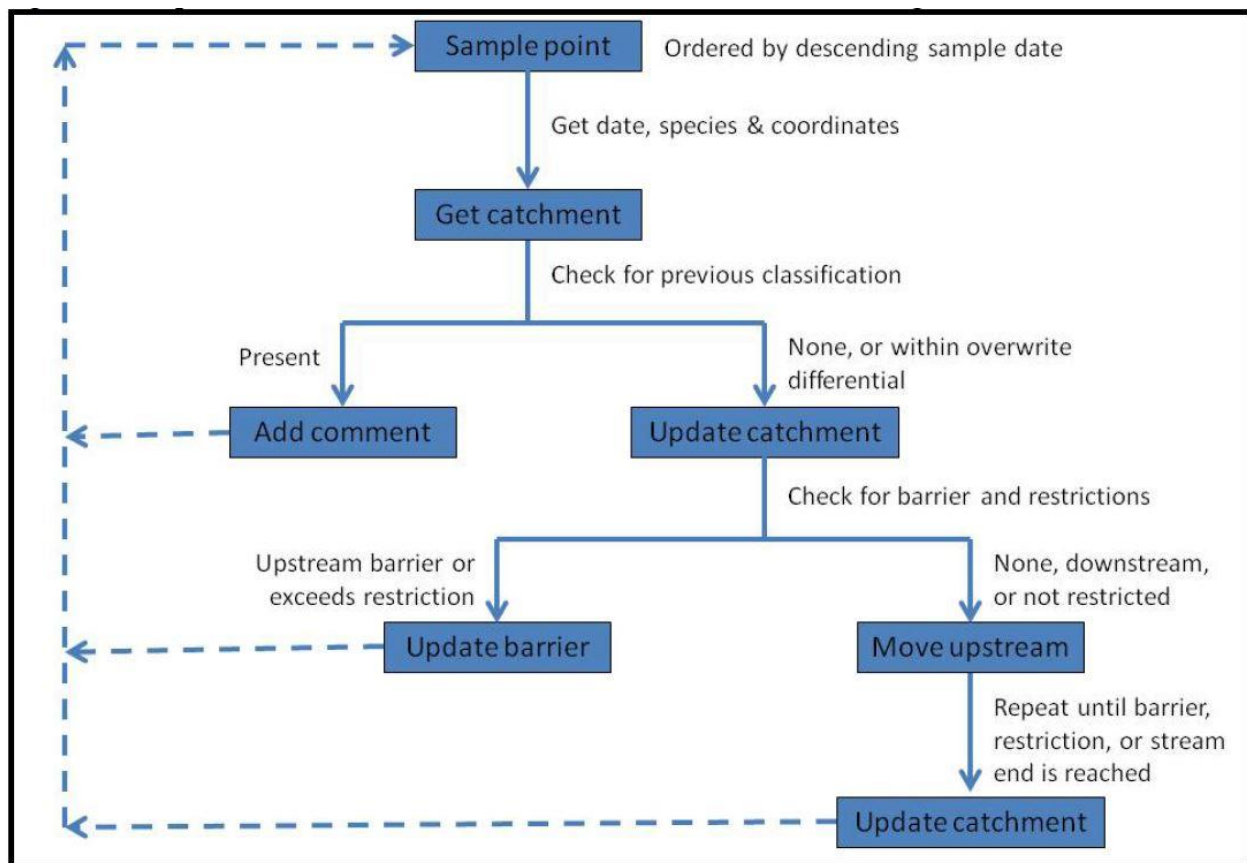 Sample point
Ordered by descending sample date
Get date, species & coordinates
Get catchment
Check for previous classification
Present
None, or within overwrite
differential
Add comment
Update catchment
Check for barrier and restrictions
Upstream barrier or
exceeds restriction
None, downstream,
or not restricted
Update barrier
Move upstream
Repeat until barrier,
restriction, or stream
end is reached
Update catchment